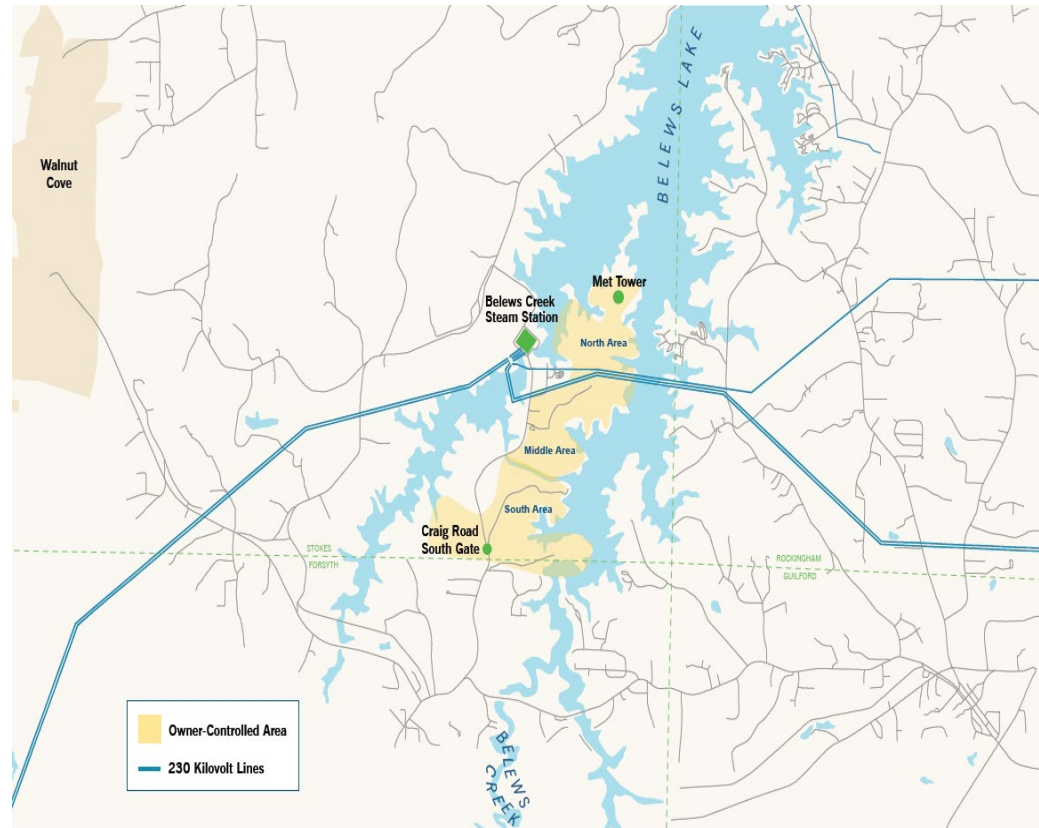 BELEWS LAKE
Walnut
Cove
Met Tower
Belews Creek
Steam Station
North Area
Middle Area
South Area
Craig Road
South Gate
STOKES
FORSYTH
ROCKINGHAM
GUILFORD
Owner-Controlled Area
230 Kilovolt Lines
BELEWS
CREEK